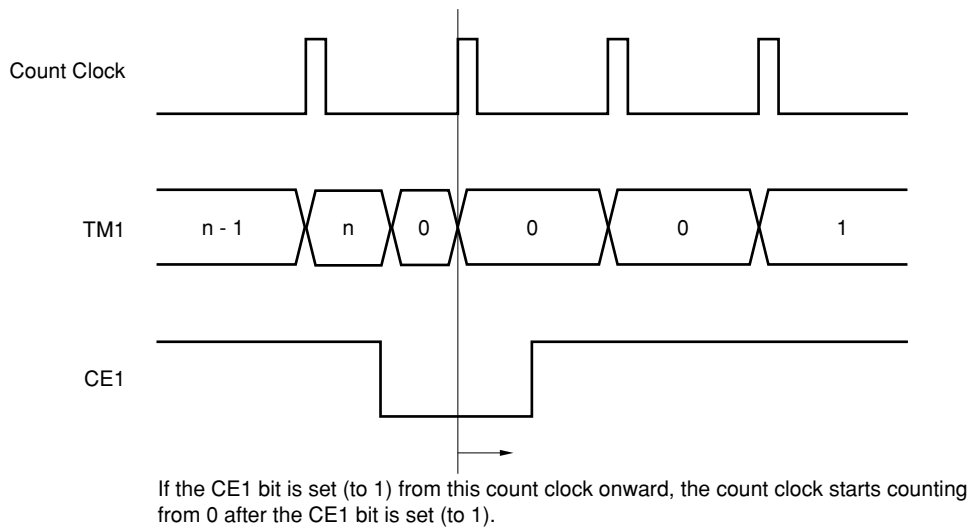 Count Clock
TM1
n - 1
n
0
0
0
1
CE1
If the CE1 bit is set (to 1) from this count clock onward, the count clock starts counting
from 0 after the CE1 bit is set (to 1).